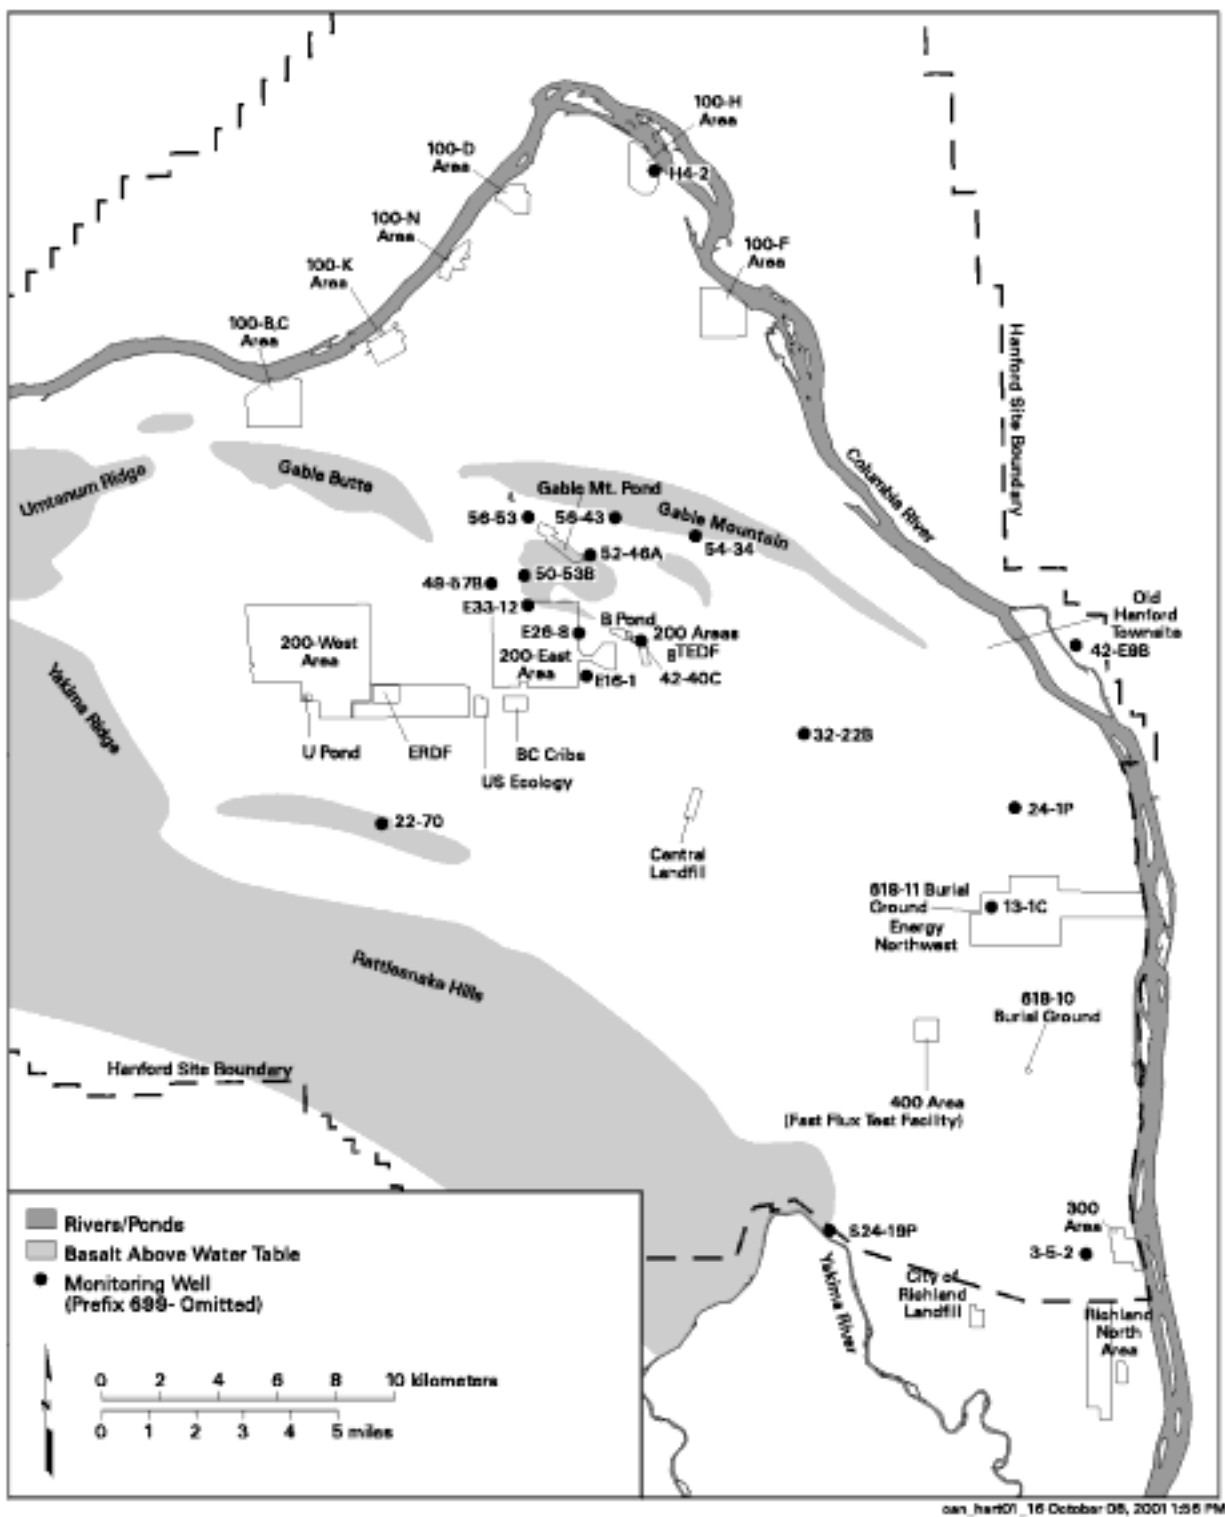 100-H
Area
100-D
Area
H4-2
100-N
Area
100-F
Area
100-K
Area
100-B,C
Area
Hanford Site Boundary
Columbia River
Umtanum Ridge
Gable Butte
Gable Mt. Pond
56-53
56-43
Gable Mountain
54-34
52-46A
50-53B
E33-12
Old
Hanford
Townsite
B Pond
E26-8
200 Areas
TEDF
200-West
Area
200-East
Area
42-40C
E16-1
Yakima Ridge
32-22B
U Pond
ERDF
BC Cribs
US Ecology
24-1P
22-70
Central
Landfill
618-11 Burial
Ground
13-1C
Energy
Northwest
Rattlesnake Hills
618-10
Burial Ground
Hanford Site Boundary
400 Area
(Fast Flux Test Facility)
300
Area
S24-19P
3-5-2
City of
Richland
Landfill
Yakima River
Richland
North
Area
Rivers/Ponds
Basalt Above Water Table
Monitoring Well
(Prefix 699- Omitted)
N
0 2 4 6 8 10 kilometers
0 1 2 3 4 5 miles
can_hart01_16 October 08, 2001 1:56 PM